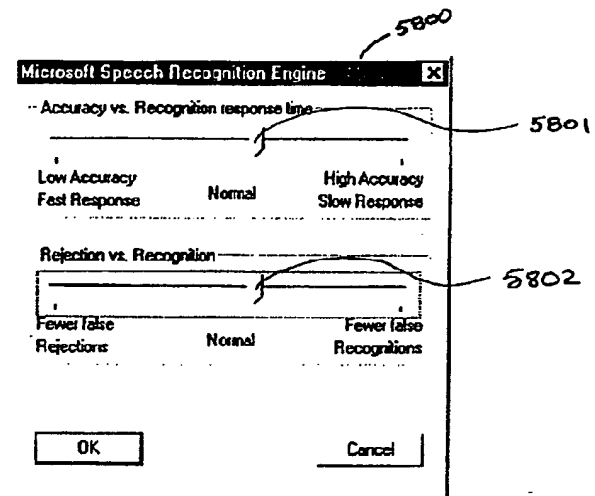 5800
Microsoft Speech Recognition Engine
Accuracy vs. Recognition response time
5801
Low Accuracy
Fast Response
Normal
High Accuracy
Slow Response
Rejection vs. Recognition
5802
Fewer false
Rejections
Normal
Fewer false
Recognitions
OK
Cancel